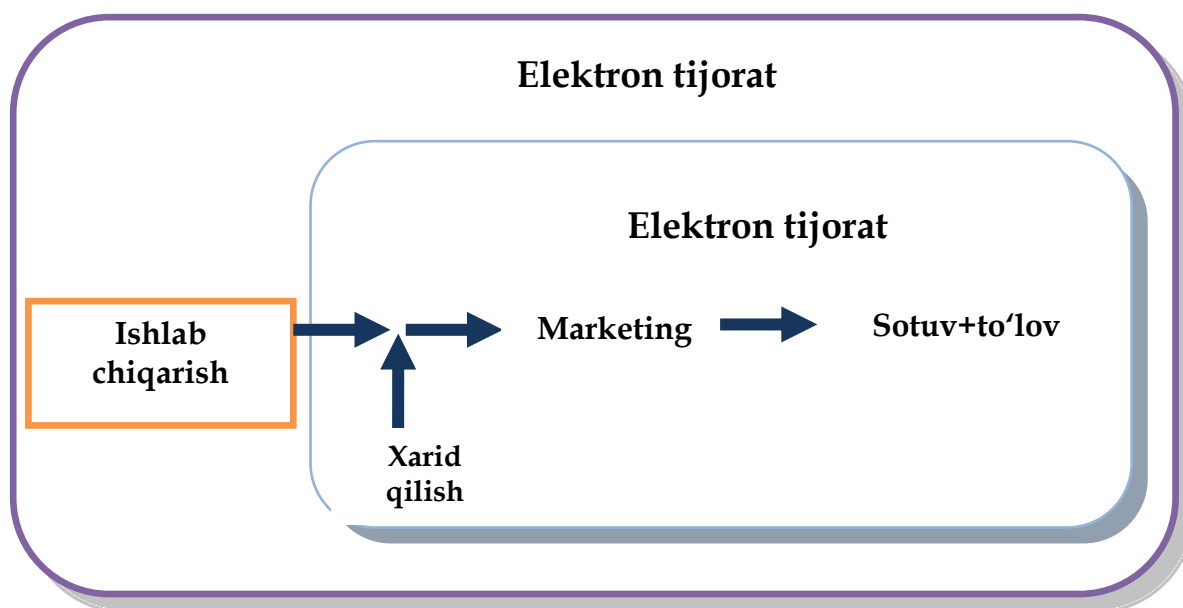 Elektron tijorat
Elektron tijorat
Ishlab
chiqarish
Marketing
Sotuv+to‘lov
Xarid
qilish